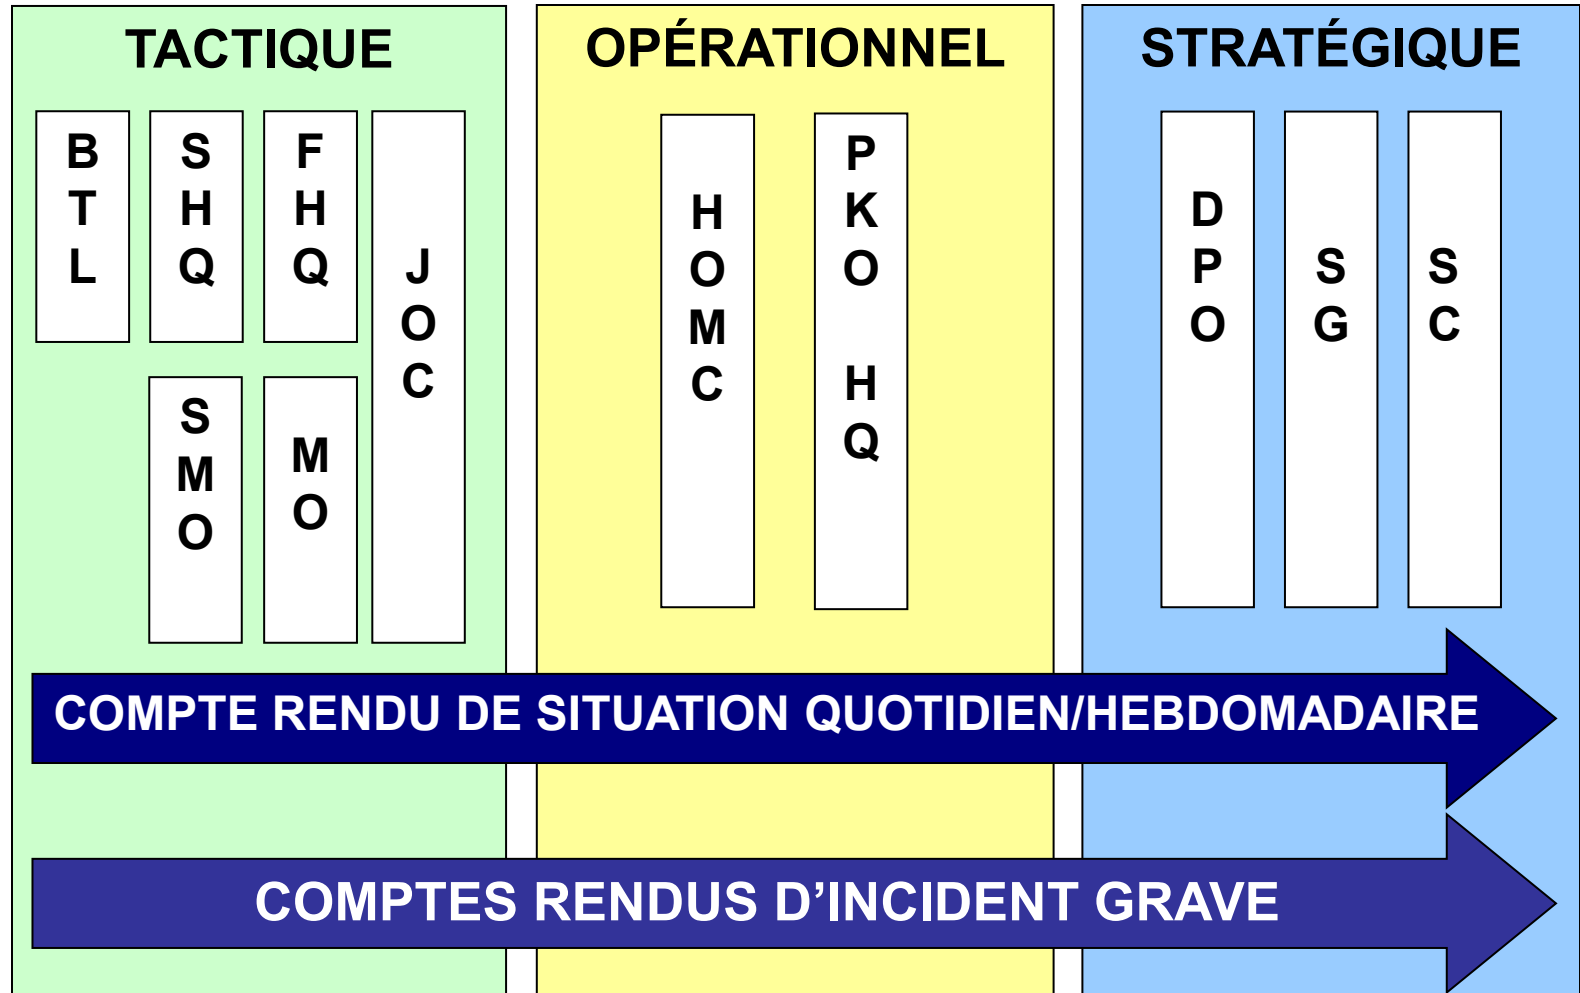 TACTIQUE
OPÉRATIONNEL
STRATÉGIQUE
BTL
SHQ
FHQ
JOC
SMO
MO
HOMC
PKO HQ
DPO
SG
SC
COMPTE RENDU DE SITUATION QUOTIDIEN/HEBDOMADAIRE
COMPTES RENDUS D’INCIDENT GRAVE